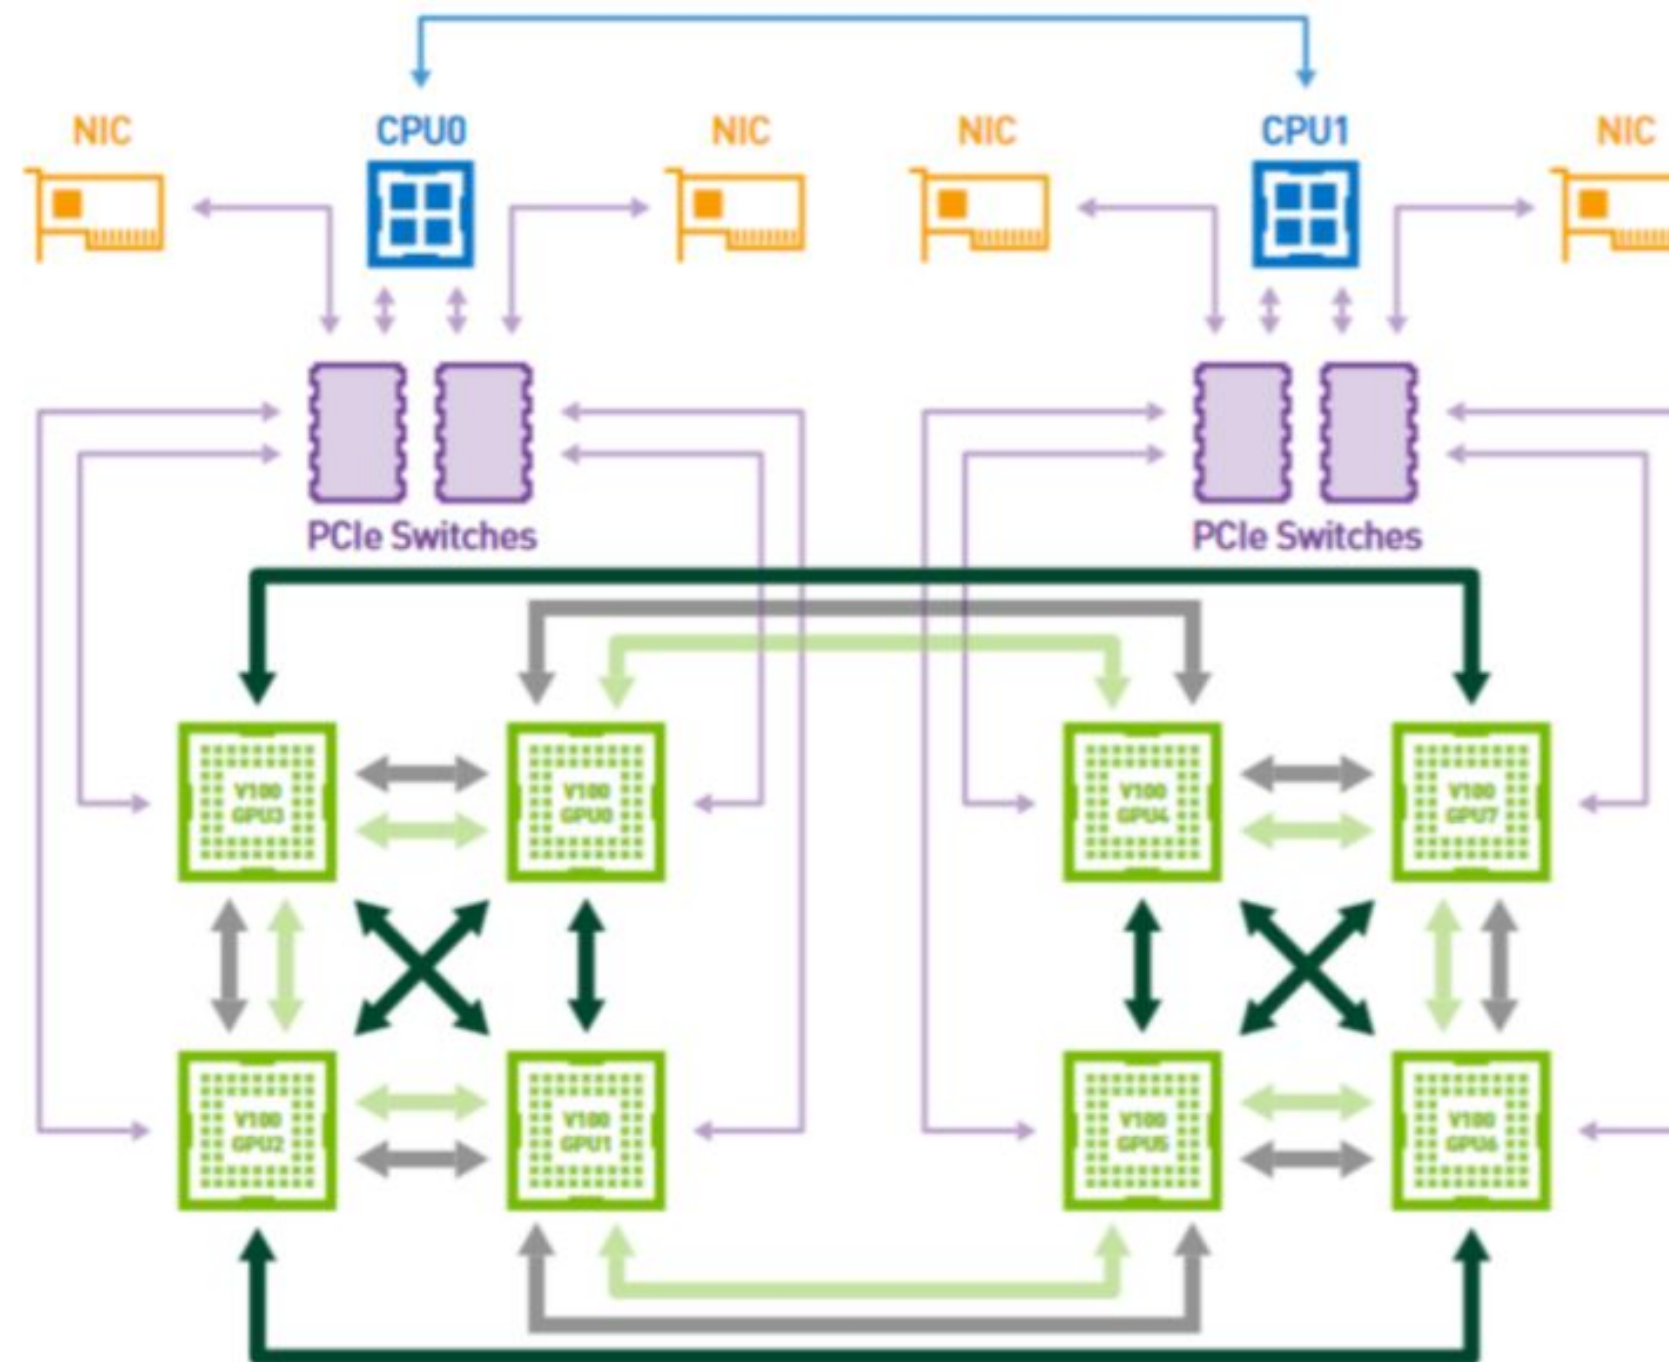 NIC
CPU0
NIC
NIC
CPU1
NIC
PCIe Switches
PCIe Switches
V100
GPU3
V100
GPU0
V100
GPU4
V100
GPU7
V100
GPU2
V100
GPU1
V100
GPU5
V100
GPU6